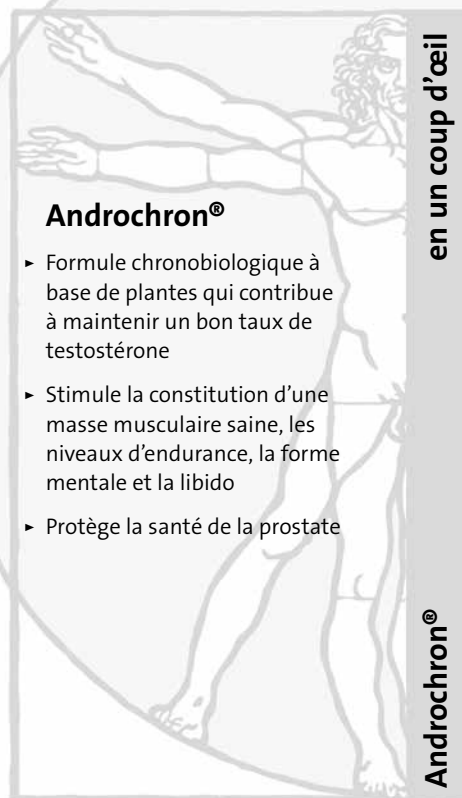 Androchron®
► Formule chronobiologique à
base de plantes qui contribue
à maintenir un bon taux de
testostérone
► Stimule la constitution d’une
masse musculaire saine, les
niveaux d’endurance, la forme
mentale et la libido
► Protège la santé de la prostate
Androchron®
en un coup d’œil